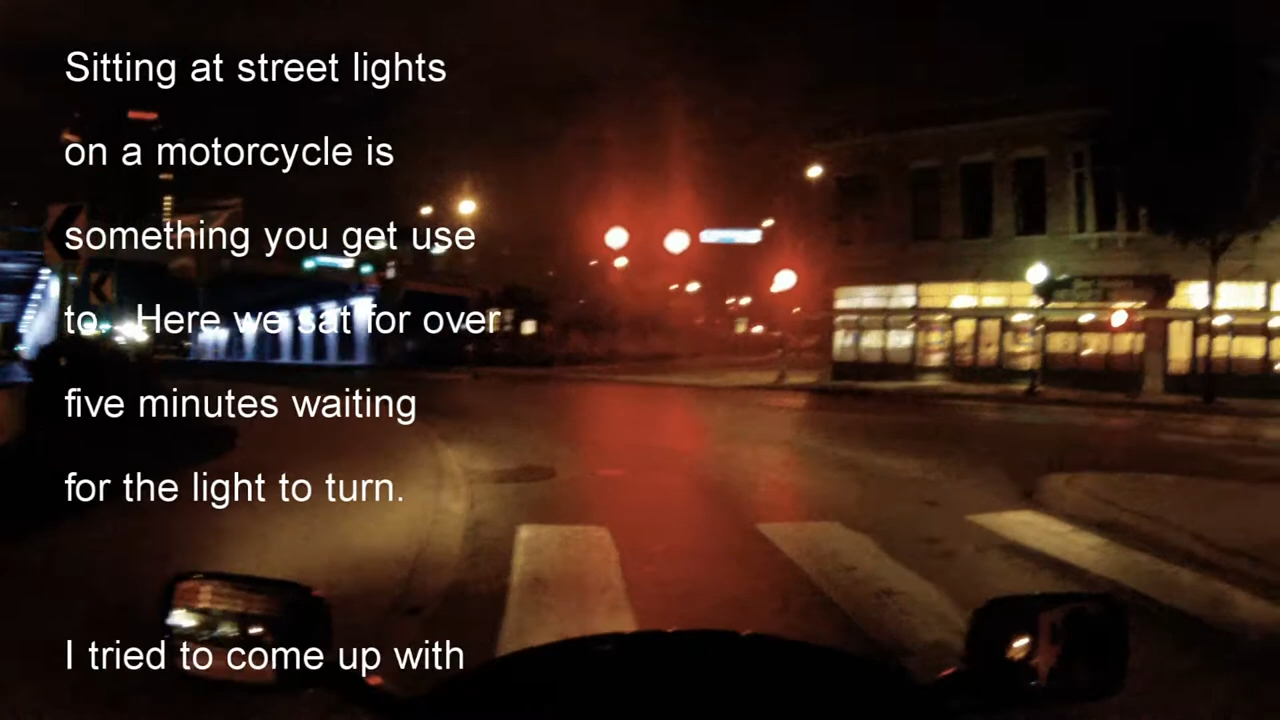 Sitting at street lights
on a motorcycle is
something you get use
to. Here we sat for over
five minutes waiting
for the light to turn.
I tried to come up with